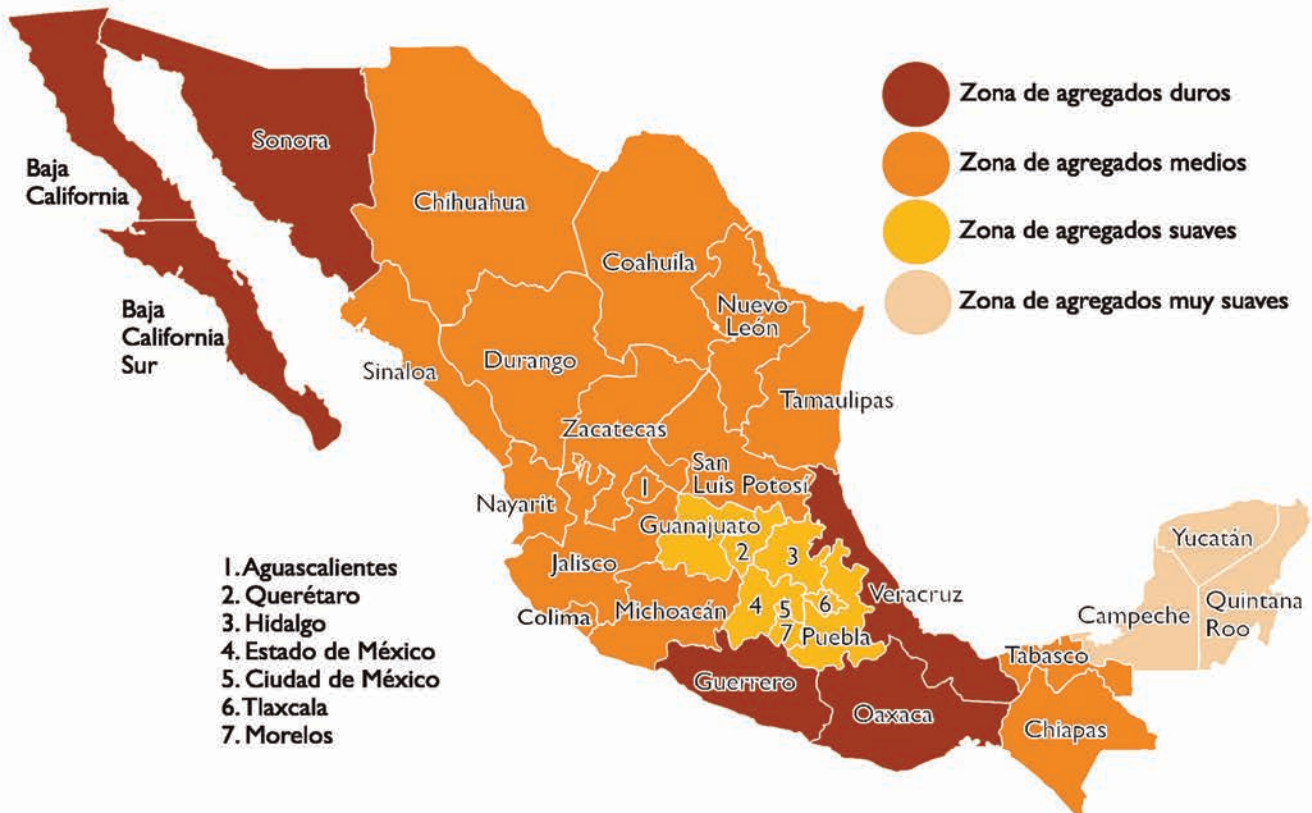 Zona de agregados duros
Zona de agregados medios
Zona de agregados suaves
Zona de agregados muy suaves
Sonora
Baja
California
Chihuahua
Coahuila
Nuevo
León
Baja
California
Sur
Sinaloa
Durango
Tamaulipas
Zacatecas
San
Luis Potosí
1
Nayarit
Guanajuato
2
3
Yucatán
Jalisco
Colima
Michoacán
4
5
6
7
Puebla
Veracruz
Campeche
Quintana
Roo
Tabasco
Guerrero
Oaxaca
Chiapas
1. Aguascalientes
2. Querétaro
3. Hidalgo
4. Estado de México
5. Ciudad de México
6. Tlaxcala
7. Morelos